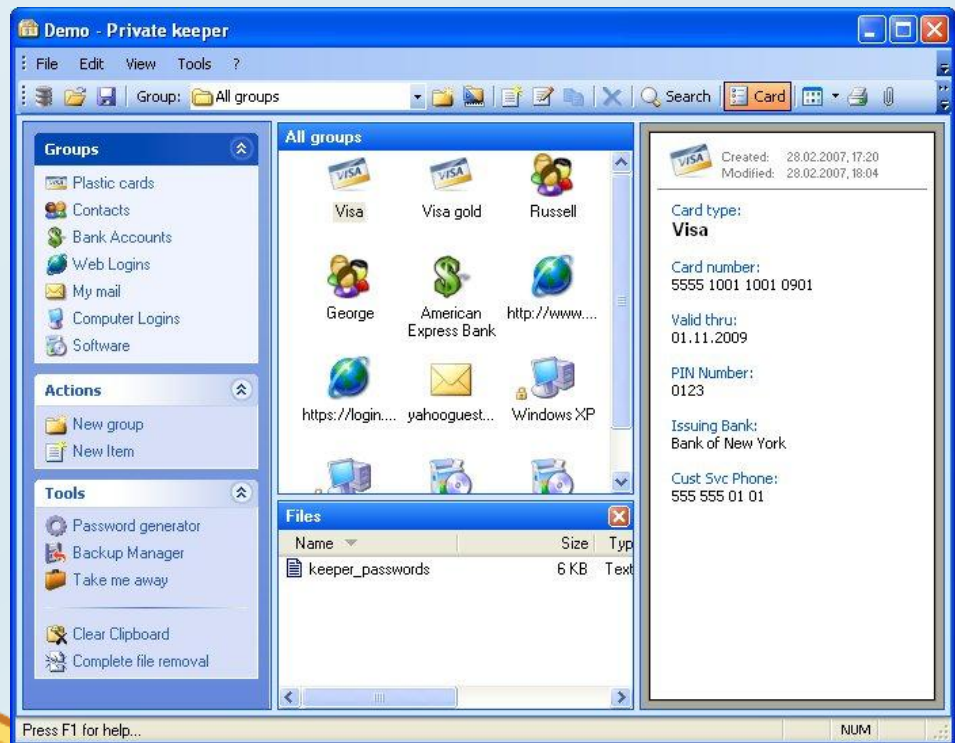 Demo - Private keeper
File Edit View Tools ?
Group: All groups Search Card
Groups
Plastic cards
Contacts
Bank Accounts
Web Logins
My mail
Computer Logins
Software
Actions
New group
New Item
Tools
Password generator
Backup Manager
Take me away
Clear Clipboard
Complete file removal
All groups
VISA VISA
Visa Visa gold Russell
George American Express Bank http://www....
https://login.... yahooguest... Windows XP
Files
Name Size Typ
keeper_passwords 6 KB Text
VISA
Created: 28.02.2007, 17:20
Modified: 28.02.2007, 18:04
Card type:
Visa
Card number:
5555 1001 1001 0901
Valid thru:
01.11.2009
PIN Number:
0123
Issuing Bank:
Bank of New York
Cust Svc Phone:
555 555 01 01
Press F1 for help... NUM